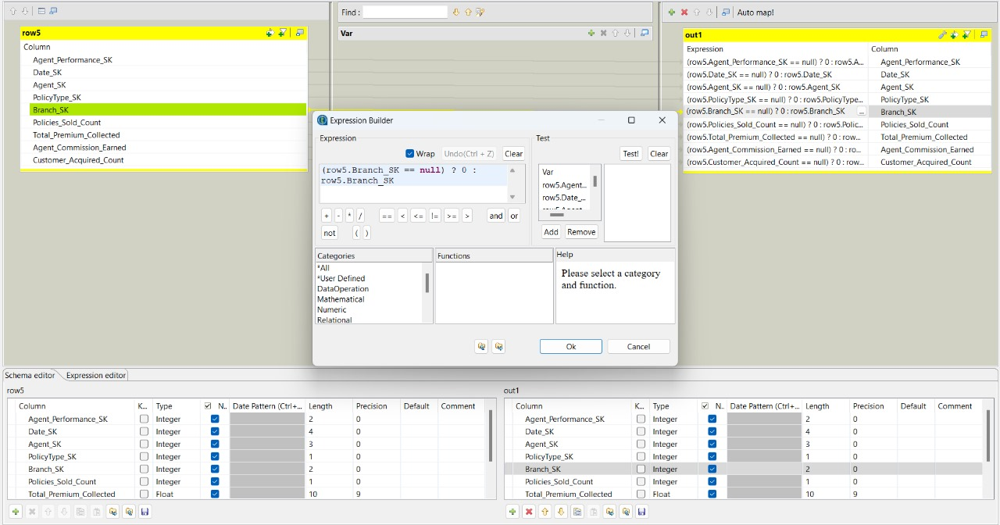 Find :
Auto map!
row5
Column
Agent_Performance_SK
Date_SK
Agent_SK
PolicyType_SK
Branch_SK
Policies_Sold_Count
Total_Premium_Collected
Agent_Commission_Earned
Customer_Acquired_Count
Var
out1
Expression Column
(row5.Agent_Performance_SK == null) ? 0 : row5.A... Agent_Performance_SK
(row5.Date_SK == null) ? 0 : row5.Date_SK Date_SK
(row5.Agent_SK == null) ? 0 : row5.Agent_SK Agent_SK
(row5.PolicyType_SK == null) ? 0 : row5.PolicyType... PolicyType_SK
(row5.Branch_SK == null) ? 0 : row5.Branch_SK ... Branch_SK
(row5.Policies_Sold_Count == null) ? 0 : row5.Polic... Policies_Sold_Count
(row5.Total_Premium_Collected == null) ? 0 : row... Total_Premium_Collected
(row5.Agent_Commission_Earned == null) ? 0 : ro... Agent_Commission_Earned
(row5.Customer_Acquired_Count == null) ? 0 : ro... Customer_Acquired_Count
Expression Builder
Expression
Wrap Undo(Ctrl + Z) Clear
(row5.Branch_SK == null) ? 0 :
row5.Branch_SK
+ - * / == < <= != >= > and or
not ( )
Test
Test! Clear
Var
row5.Agent...
row5.Date_...
Add Remove
Categories
*All
*User Defined
DataOperation
Mathematical
Numeric
Relational
Functions
Help
Please select a category
and function.
Ok Cancel
Schema editor Expression editor
row5
Column K... Type N.. Date Pattern (Ctrl+... Length Precision Default Comment
Agent_Performance_SK Integer 2 0
Date_SK Integer 4 0
Agent_SK Integer 3 0
PolicyType_SK Integer 1 0
Branch_SK Integer 2 0
Policies_Sold_Count Integer 1 0
Total_Premium_Collected Float 10 9
out1
Column K... Type N.. Date Pattern (Ctrl+... Length Precision Default Comment
Agent_Performance_SK Integer 2 0
Date_SK Integer 4 0
Agent_SK Integer 3 0
PolicyType_SK Integer 1 0
Branch_SK Integer 2 0
Policies_Sold_Count Integer 1 0
Total_Premium_Collected Float 10 9